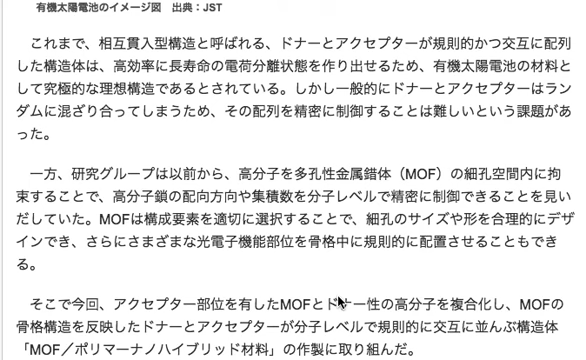 有機太陽電池のイメージ図　出典：JST
　これまで、相互貫入型構造と呼ばれる、ドナーとアクセプターが規則的かつ交互に配列
した構造体は、高効率に長寿命の電荷分離状態を作り出せるため、有機太陽電池の材料と
して究極的な理想構造であるとされている。しかし一般的にドナーとアクセプターはラン
ダムに混ざり合ってしまうため、その配列を精密に制御することは難しいという課題があ
った。
　一方、研究グループは以前から、高分子を多孔性金属錯体（MOF）の細孔空間内に拘
束することで、高分子鎖の配向方向や集積数を分子レベルで精密に制御できることを見い
だしていた。MOFは構成要素を適切に選択することで、細孔のサイズや形を合理的にデザ
インでき、さらにさまざまな光電子機能部位を骨格中に規則的に配置させることもでき
る。
　そこで今回、アクセプター部位を有したMOFとドナー性の高分子を複合化し、MOFの
骨格構造を反映したドナーとアクセプターが分子レベルで規則的に交互に並んぶ構造体
「MOF／ポリマーナノハイブリッド材料」の作製に取り組んだ。